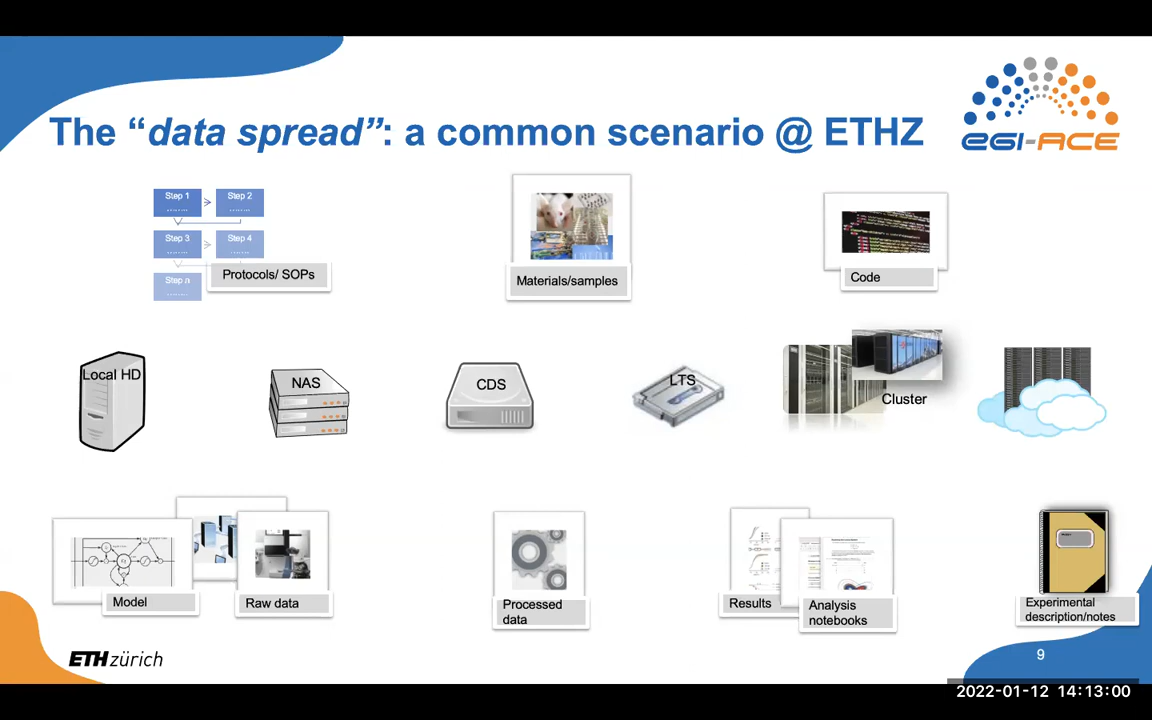 The “data spread”: a common scenario @ ETHZ
EGI-ACE
Step 1
........
Step 2
........
Step 3
........
Step 4
........
Step n
........
Protocols/ SOPs
Materials/samples
Code
Local HD
NAS
CDS
LTS
Cluster
Model
Raw data
Processed
data
Results
Analysis
notebooks
Experimental
description/notes
ETH zürich
9
2022-01-12 14:13:00